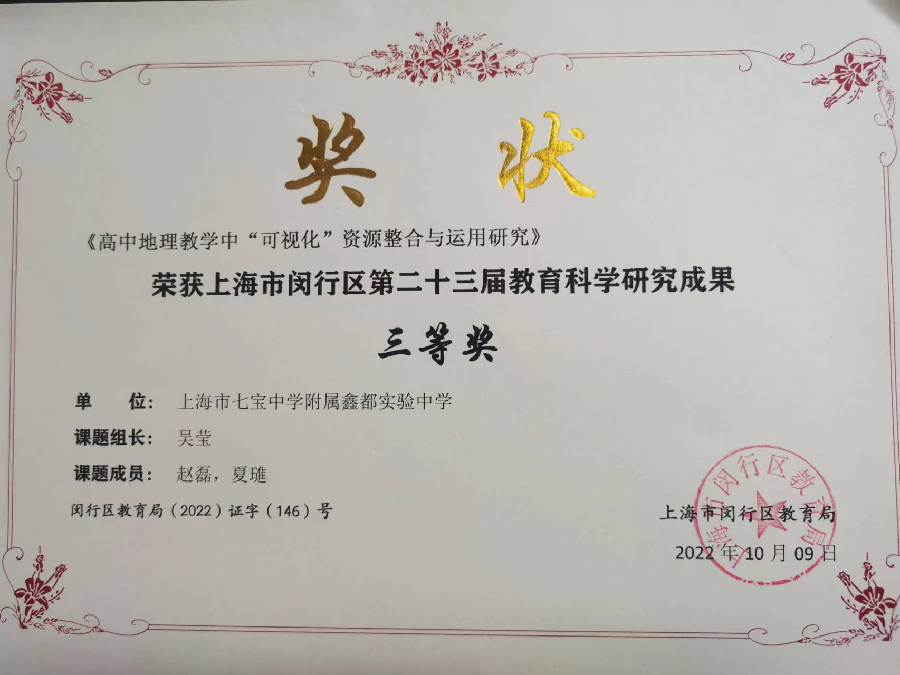 奖 状
《高中地理教学中“可视化”资源整合与运用研究》
荣获上海市闵行区第二十三届教育科学研究成果
三等奖
单 位： 上海市七宝中学附属鑫都实验中学
课题组长： 吴莹
课题成员： 赵磊，夏琟
闵行区教育局（2022）证字（146）号
上海市闵行区教育局
上海市闵行区教育局
2022 年 10 月 09 日